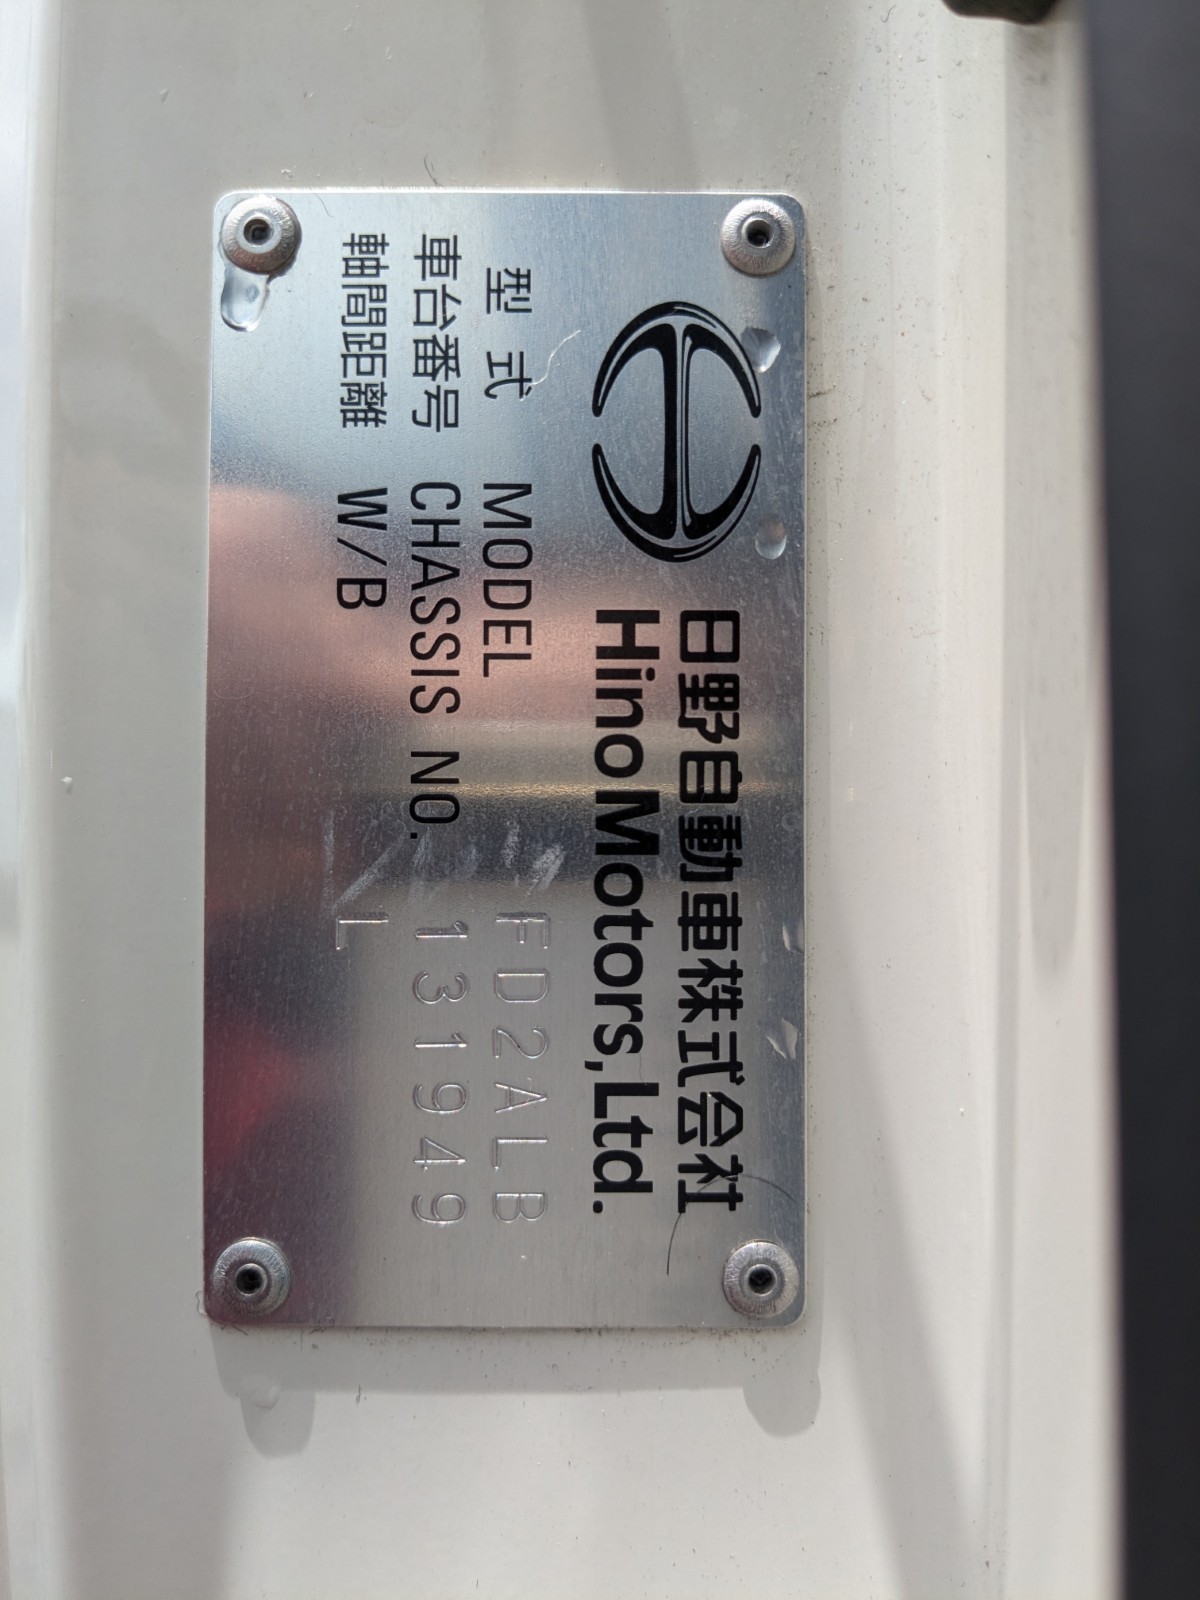 日野自動車株式会社
Hino Motors, Ltd.
型式 MODEL FD2ALB
車台番号 CHASSIS NO. 131949
軸間距離 W/B L